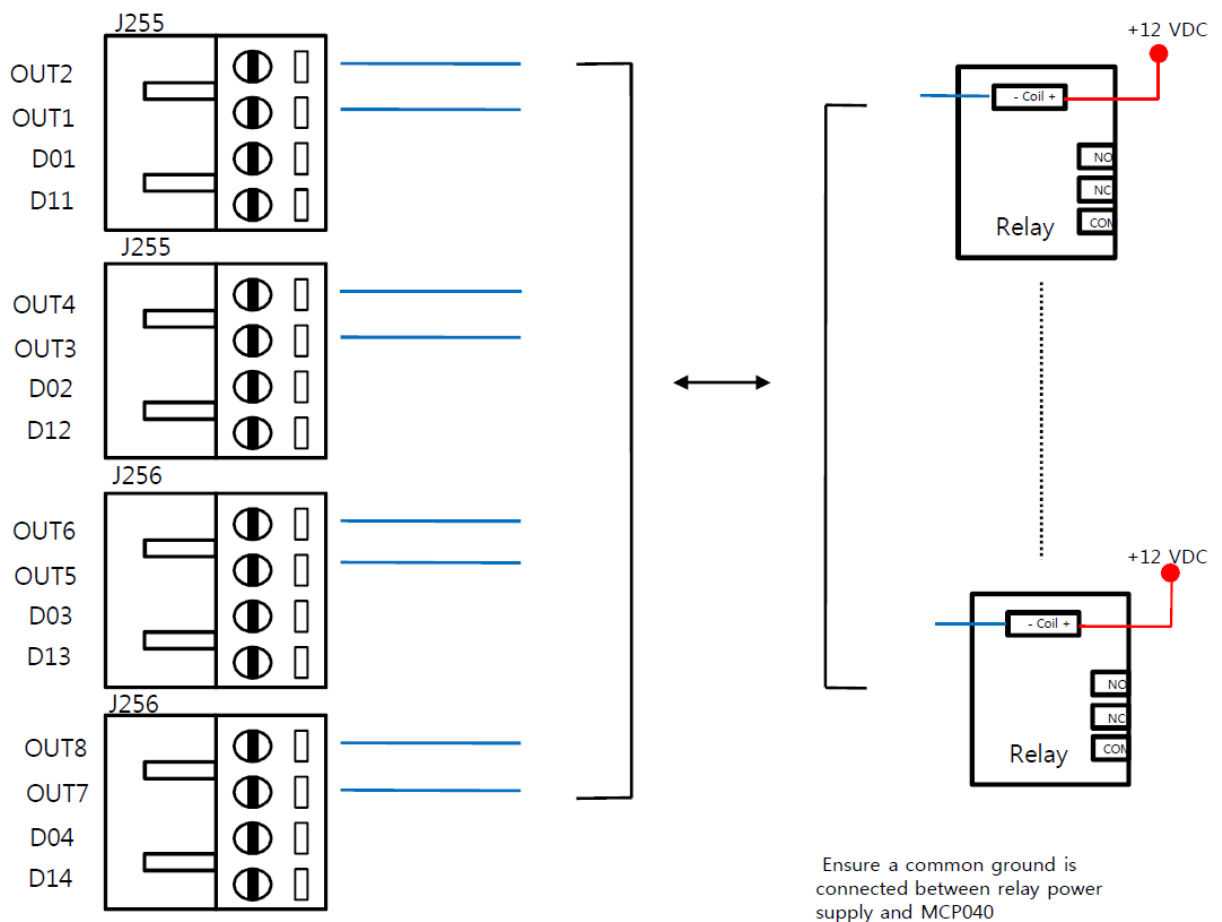 J255
OUT2
OUT1
D01
D11
J255
OUT4
OUT3
D02
D12
J256
OUT6
OUT5
D03
D13
J256
OUT8
OUT7
D04
D14
+12 VDC
- Coil +
NO
NC
COM
Relay
+12 VDC
- Coil +
NO
NC
COM
Relay
Ensure a common ground is
connected between relay power
supply and MCP040